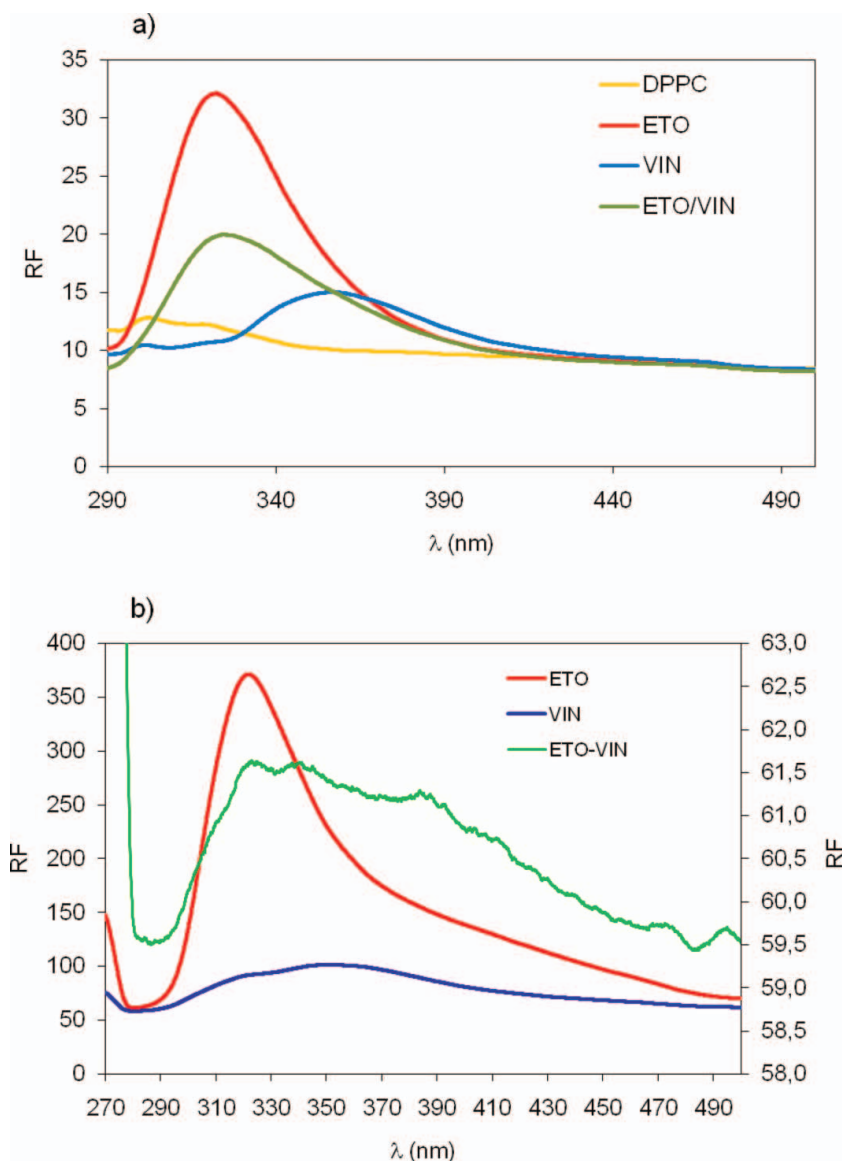 a)
35
30
25
20
15
10
5
0
RF
DPPC
ETO
VIN
ETO/VIN
290 340 390 440 490
λ (nm)
b)
400
350
300
250
200
150
100
50
0
RF
ETO
VIN
ETO-VIN
63,0
62,5
62,0
61,5
61,0
60,5
60,0
59,5
59,0
58,5
58,0
RF
270 290 310 330 350 370 390 410 430 450 470 490
λ (nm)